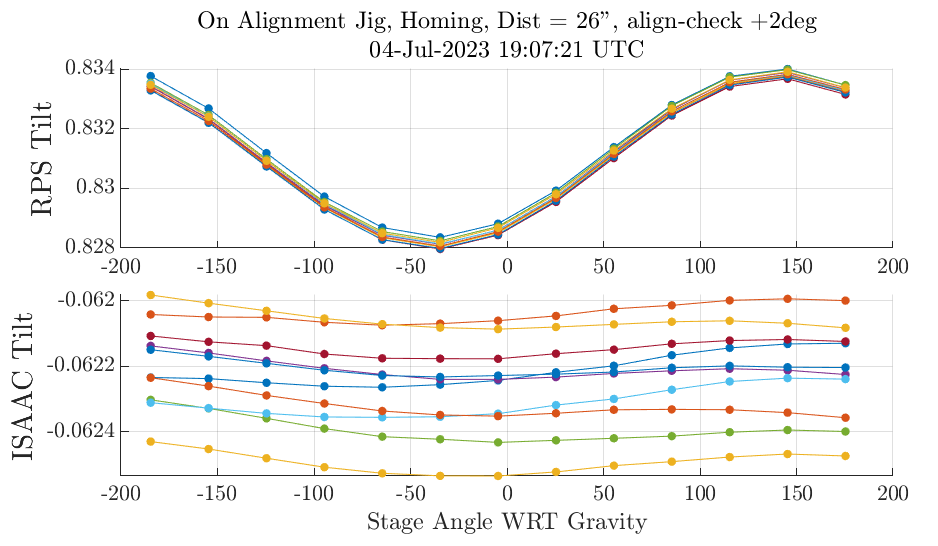 On Alignment Jig, Homing, Dist = 26”, align-check +2deg
04-Jul-2023 19:07:21 UTC
RPS Tilt
0.834
0.832
0.83
0.828
-200 -150 -100 -50 0 50 100 150 200
ISAAC Tilt
-0.062
-0.0622
-0.0624
-200 -150 -100 -50 0 50 100 150 200
Stage Angle WRT Gravity